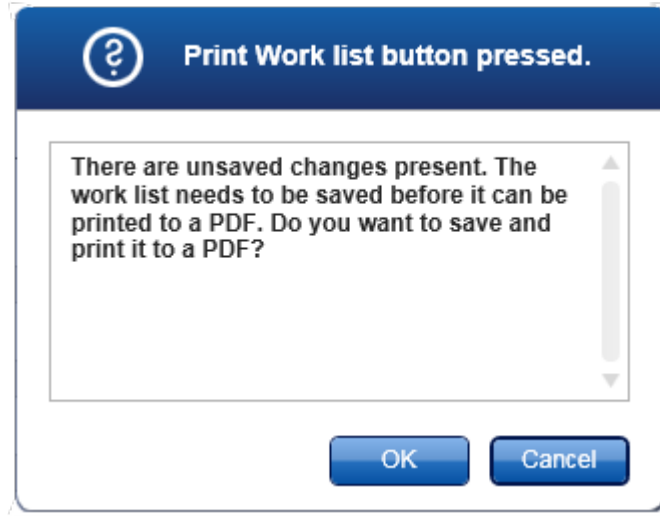 Print Work list button pressed.
There are unsaved changes present. The
work list needs to be saved before it can be
printed to a PDF. Do you want to save and
print it to a PDF?
OK
Cancel